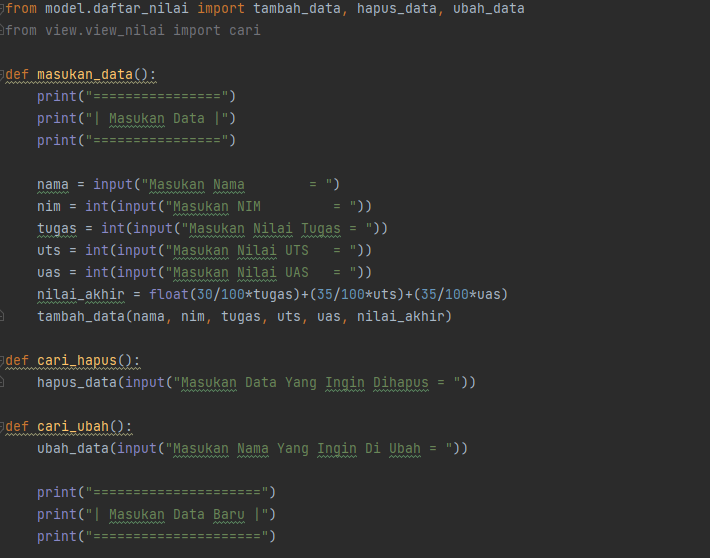 from model.daftar_nilai import tambah_data, hapus_data, ubah_data
from view.view_nilai import cari

def masukan_data():
    print("================")
    print("| Masukan Data |")
    print("================")

    nama = input("Masukan Nama        = ")
    nim = int(input("Masukan NIM         = "))
    tugas = int(input("Masukan Nilai Tugas = "))
    uts = int(input("Masukan Nilai UTS   = "))
    uas = int(input("Masukan Nilai UAS   = "))
    nilai_akhir = float(30/100*tugas)+(35/100*uts)+(35/100*uas)
    tambah_data(nama, nim, tugas, uts, uas, nilai_akhir)

def cari_hapus():
    hapus_data(input("Masukan Data Yang Ingin Dihapus = "))

def cari_ubah():
    ubah_data(input("Masukan Nama Yang Ingin Di Ubah = "))

    print("=====================")
    print("| Masukan Data Baru |")
    print("=====================")